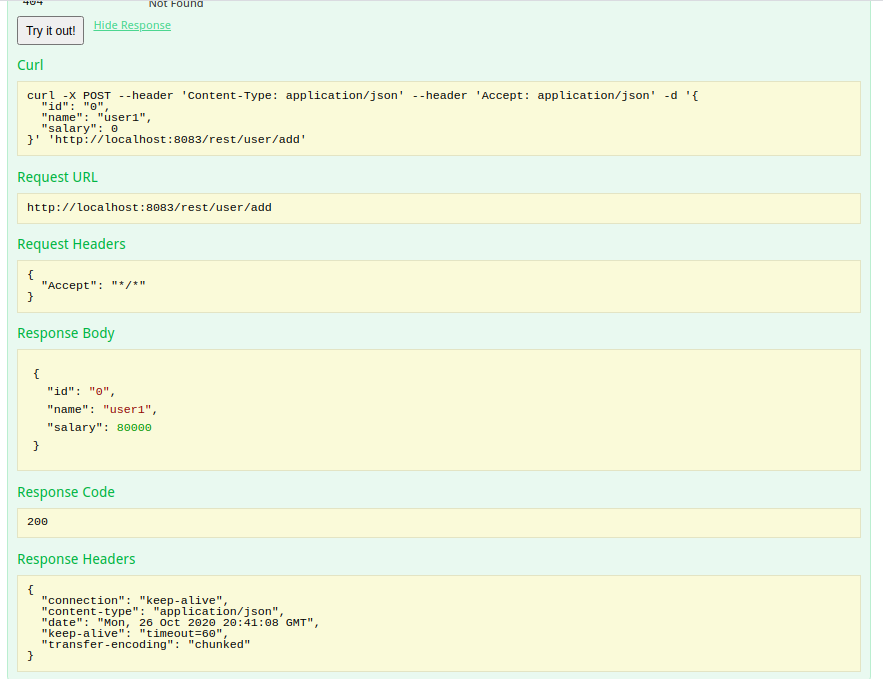 404 Not Found
Try it out! Hide Response
Curl
curl -X POST --header 'Content-Type: application/json' --header 'Accept: application/json' -d '{
  "id": "0",
  "name": "user1",
  "salary": 0
}' 'http://localhost:8083/rest/user/add'
Request URL
http://localhost:8083/rest/user/add
Request Headers
{
  "Accept": "*/*"
}
Response Body
{
  "id": "0",
  "name": "user1",
  "salary": 80000
}
Response Code
200
Response Headers
{
  "connection": "keep-alive",
  "content-type": "application/json",
  "date": "Mon, 26 Oct 2020 20:41:08 GMT",
  "keep-alive": "timeout=60",
  "transfer-encoding": "chunked"
}